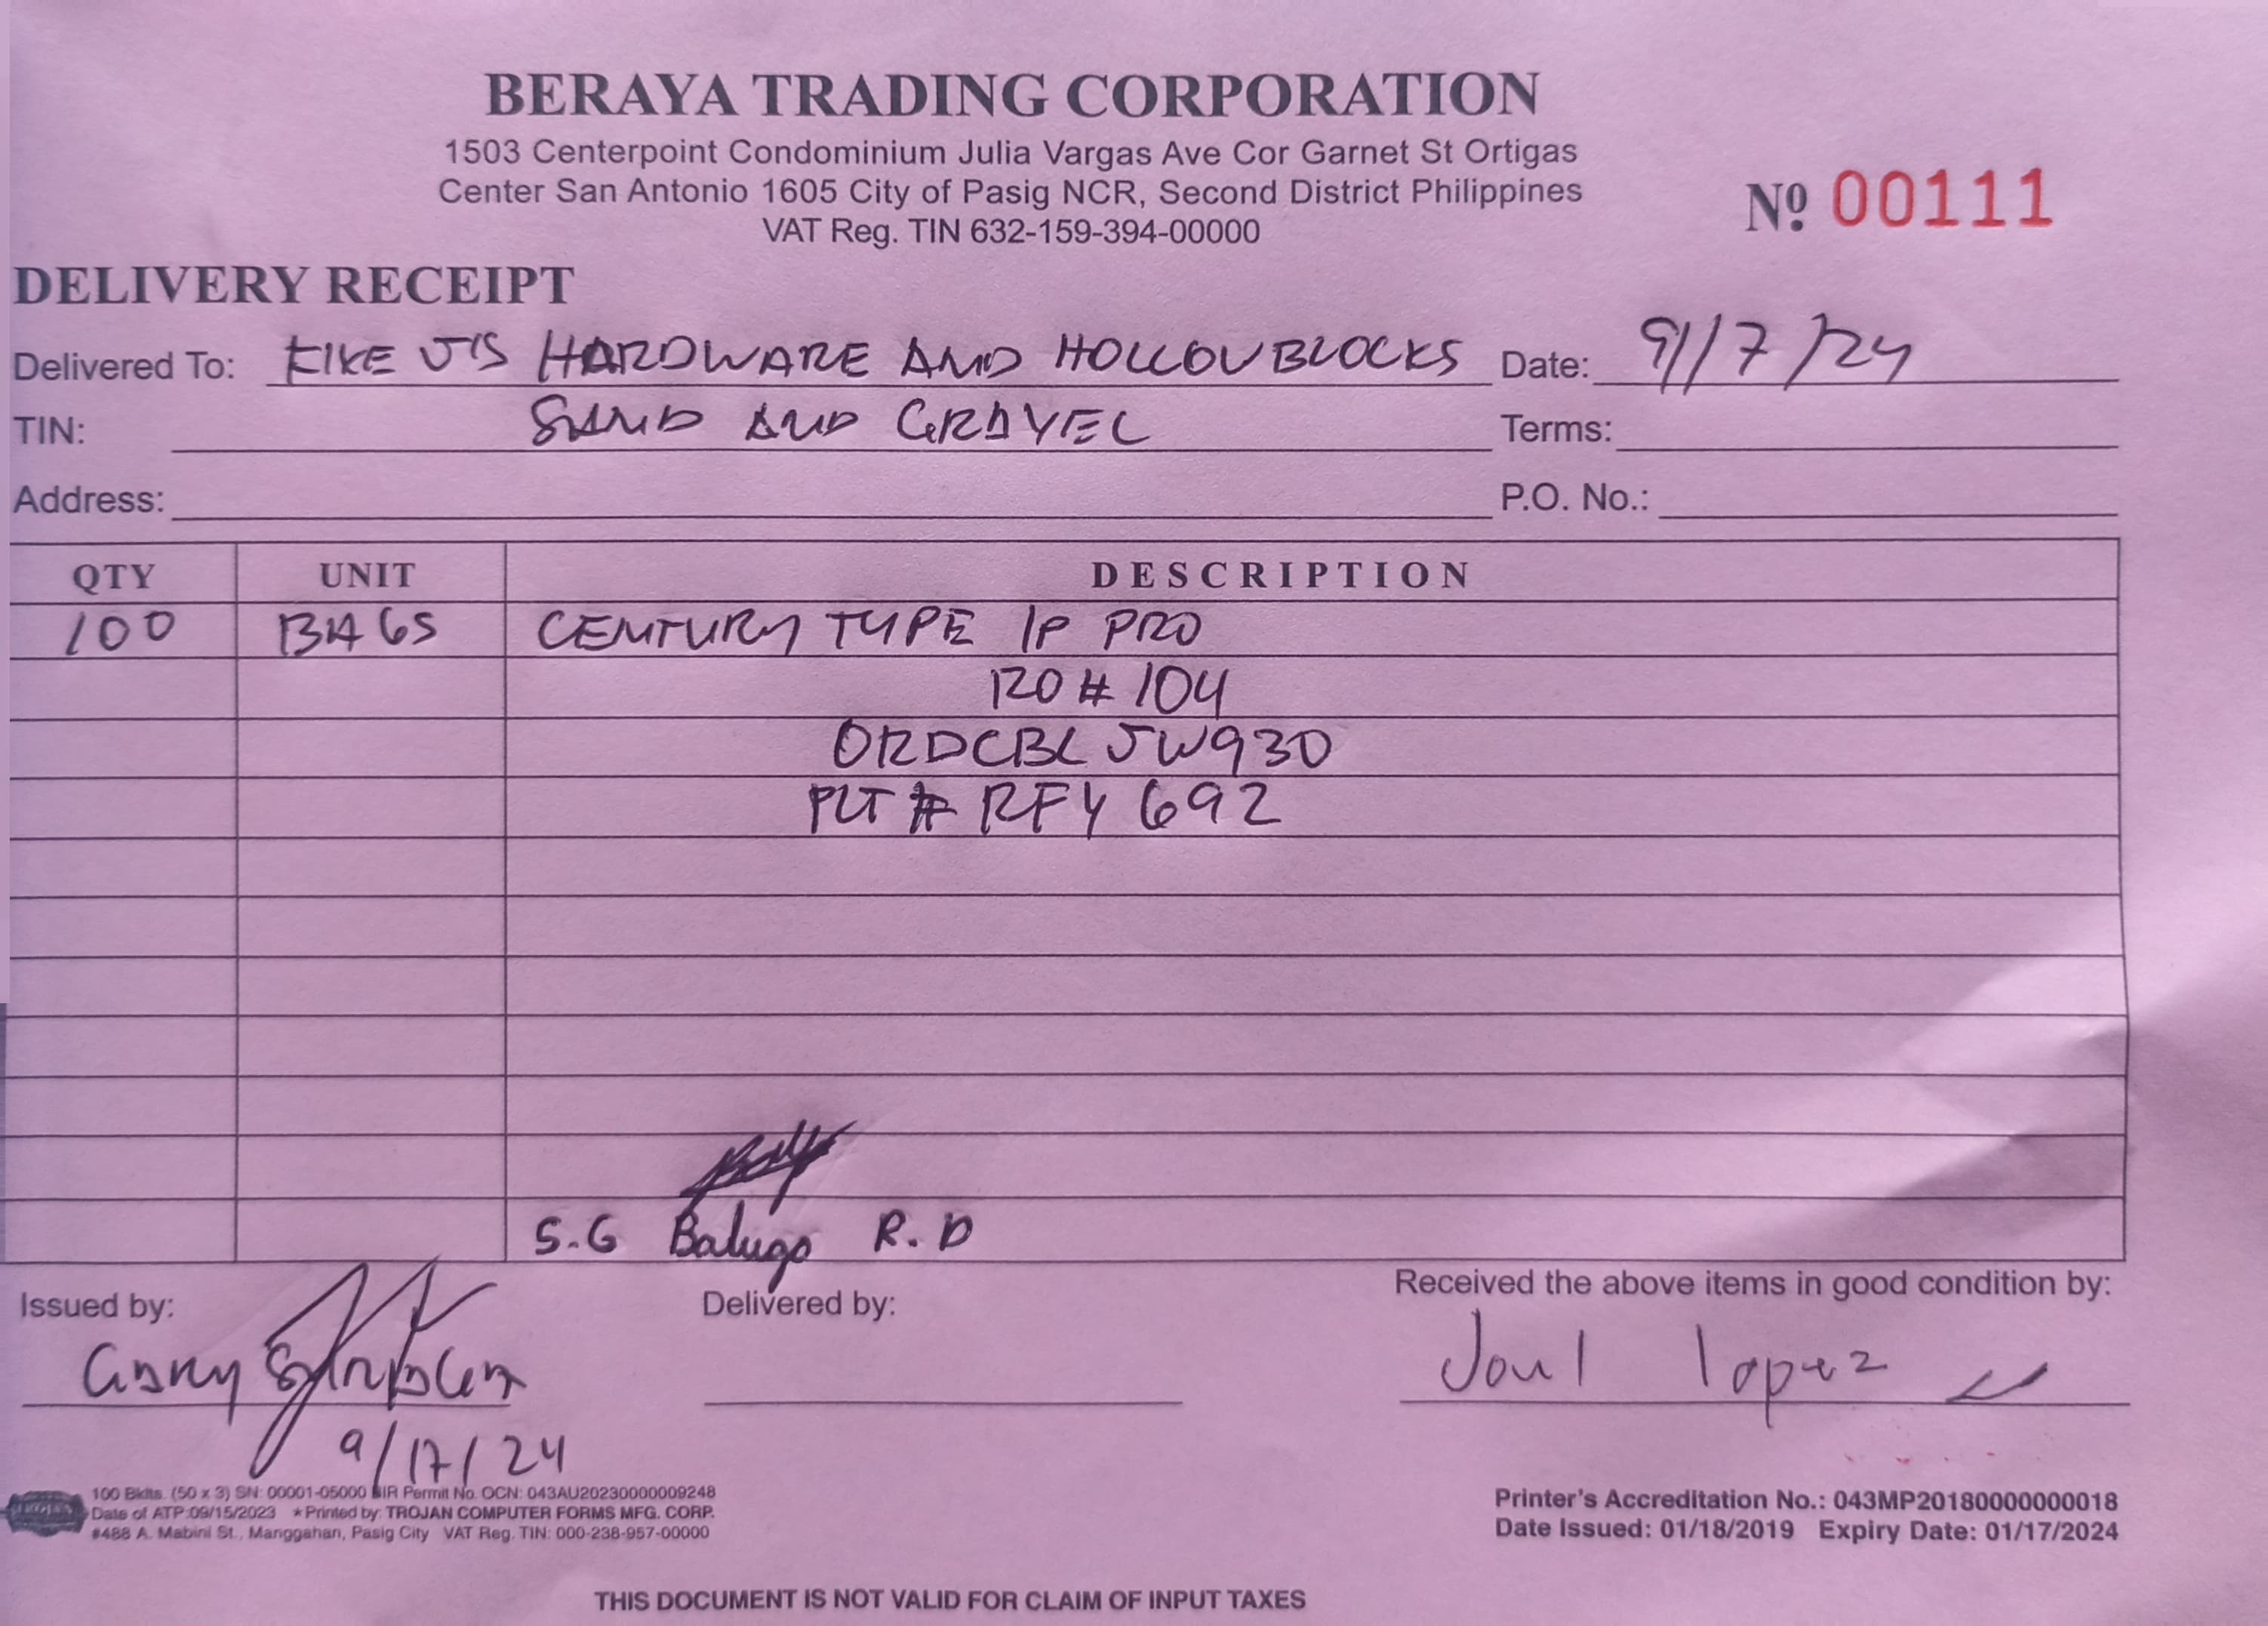 BERAYA TRADING CORPORATION
1503 Centerpoint Condominium Julia Vargas Ave Cor Garnet St Ortigas
Center San Antonio 1605 City of Pasig NCR, Second District Philippines
VAT Reg. TIN 632-159-394-00000
Nº 00111
DELIVERY RECEIPT
Delivered To: KIKE J'S HARDWARE AND HOLLOWBLOCKS Date: 9/17/24
TIN: SAND AND GRAVEL Terms:
Address: P.O. No.:
QTY UNIT DESCRIPTION
100 BAGS CENTURY TYPE 1P PRO
RO # 104
ORDCBLJW930
PLT # RFY 692
S.G Balugo R.D
Issued by: Delivered by: Received the above items in good condition by:
Gary lopez
9/17/24
100 Bklts. (50 x 3) SN: 00001-05000 BIR Permit No. OCN: 043AU20230000009248
Date of ATP:09/15/2023 * Printed by: TROJAN COMPUTER FORMS MFG. CORP.
#488 A. Mabini St., Manggahan, Pasig City VAT Reg. TIN: 000-238-957-00000
TROJAN
Printer's Accreditation No.: 043MP20180000000018
Date Issued: 01/18/2019 Expiry Date: 01/17/2024
THIS DOCUMENT IS NOT VALID FOR CLAIM OF INPUT TAXES